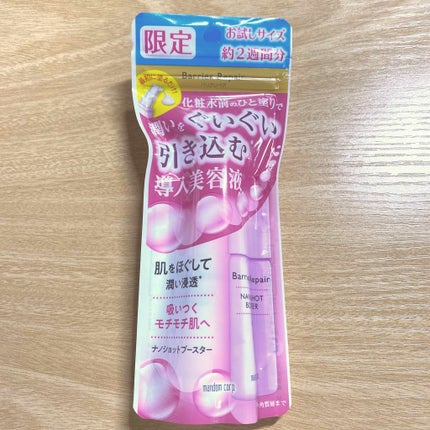 限定
お試しサイズ
約2週間分
Barrier Repair
化粧水前のひと塗りで
潤いをぐいぐい
引き込む
導入美容液
肌をほぐして
潤い浸透*
吸いつく
モチモチ肌へ
ナノショットブースター
mandom corp.
Barrier Repair